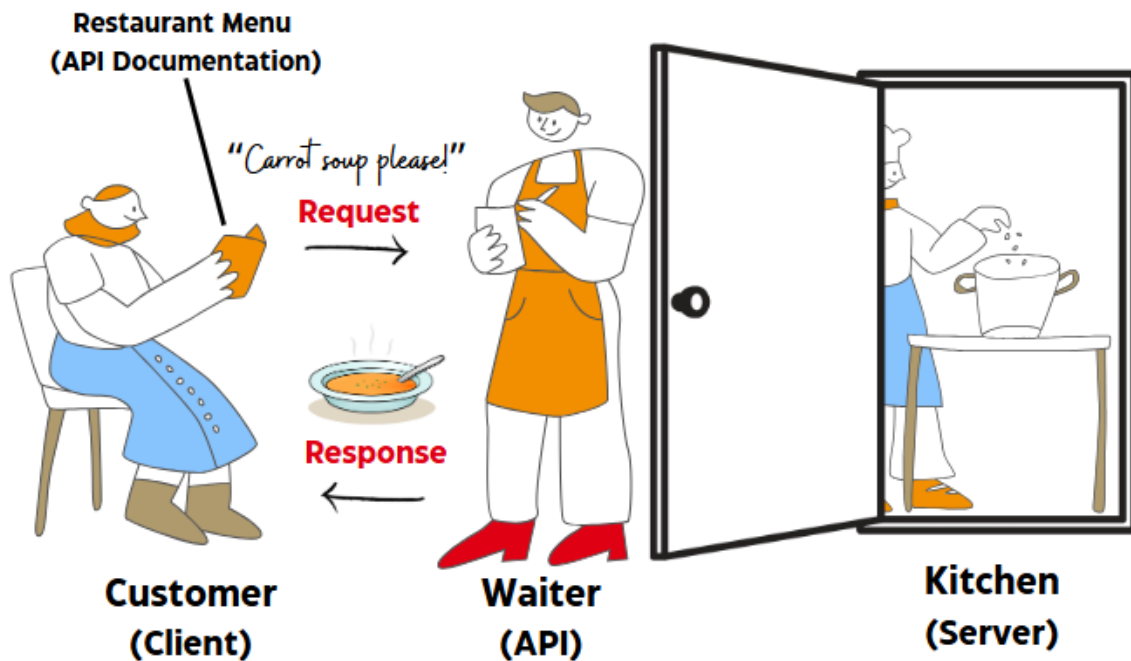 Restaurant Menu
(API Documentation)
“Carrot soup please!”
Request
Response
Customer
(Client)
Waiter
(API)
Kitchen
(Server)